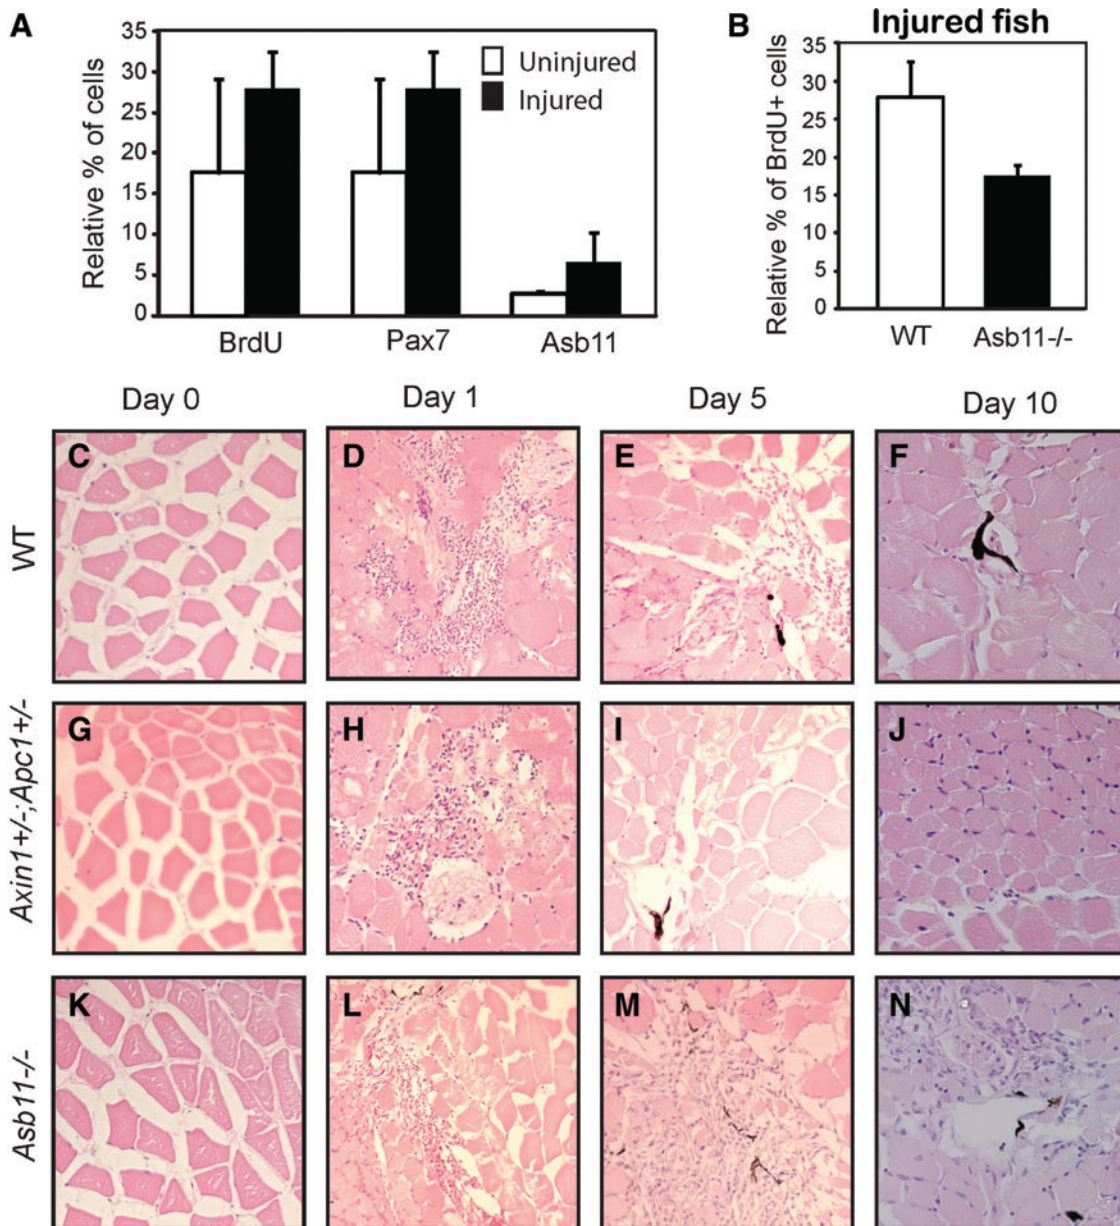 A
35
30
25
20
15
10
5
0
Relative % of cells
Uninjured
Injured
BrdU
Pax7
Asb11
B
Injured fish
35
30
25
20
15
10
5
0
Relative % of BrdU+ cells
WT
Asb11-/-
Day 0
Day 1
Day 5
Day 10
WT
C
D
E
F
Axin1+/-;Apc1+/-
G
H
I
J
Asb11-/-
K
L
M
N